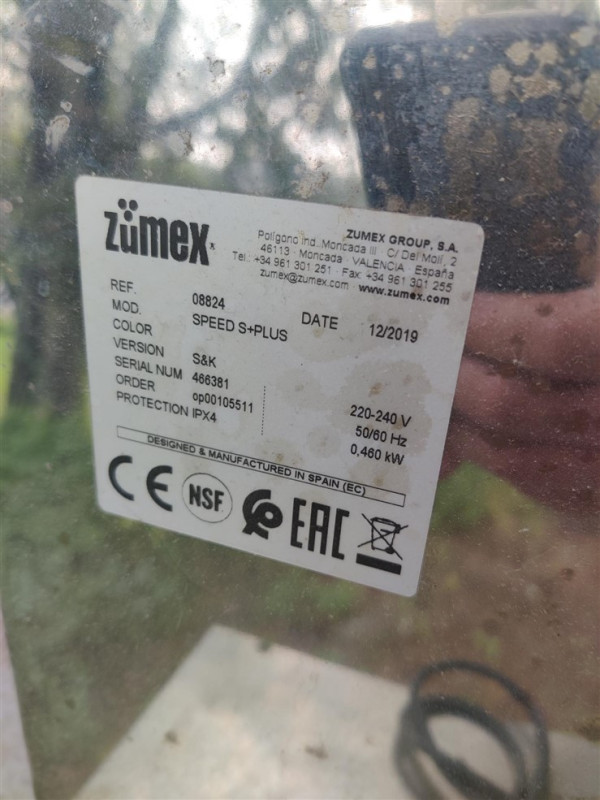 zümex
ZUMEX GROUP, S.A.
Polígono Ind. Moncada III C/ Del Molí, 2
46113 - Moncada VALENCIA España
Tel. +34 961 301 251 - Fax +34 961 301 255
zumex@zumex.com - www.zumex.com
REF. 08824
MOD. SPEED S+PLUS DATE 12/2019
COLOR
VERSION S&K
SERIAL NUM 466381
ORDER op00105511
PROTECTION IPX4
220-240 V
50/60 Hz
0,460 kW
DESIGNED & MANUFACTURED IN SPAIN (EC)
CE NSF EAC